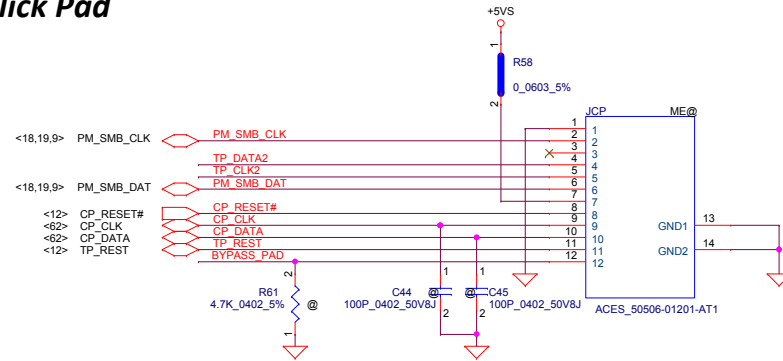 lick Pad
+5VS
1
R58
0_0603_5%
2
JCP ME@
<18,19,9> PM_SMB_CLK PM_SMB_CLK
TP_DATA2
TP_CLK2
<18,19,9> PM_SMB_DAT PM_SMB_DAT
<12> CP_RESET# CP_RESET#
<62> CP_CLK CP_CLK
<62> CP_DATA CP_DATA
<12> TP_REST TP_REST
BYPASS_PAD
1 1
2 2
3 3
4 4
5 5
6 6
7 7
8 8
9 9
10 10
11 11
12 12
GND1 13
GND2 14
2
R61
4.7K_0402_5% @
1
1
C44 @
100P_0402_50V8J
2
1
@ C45
100P_0402_50V8J
2
ACES_50506-01201-AT1